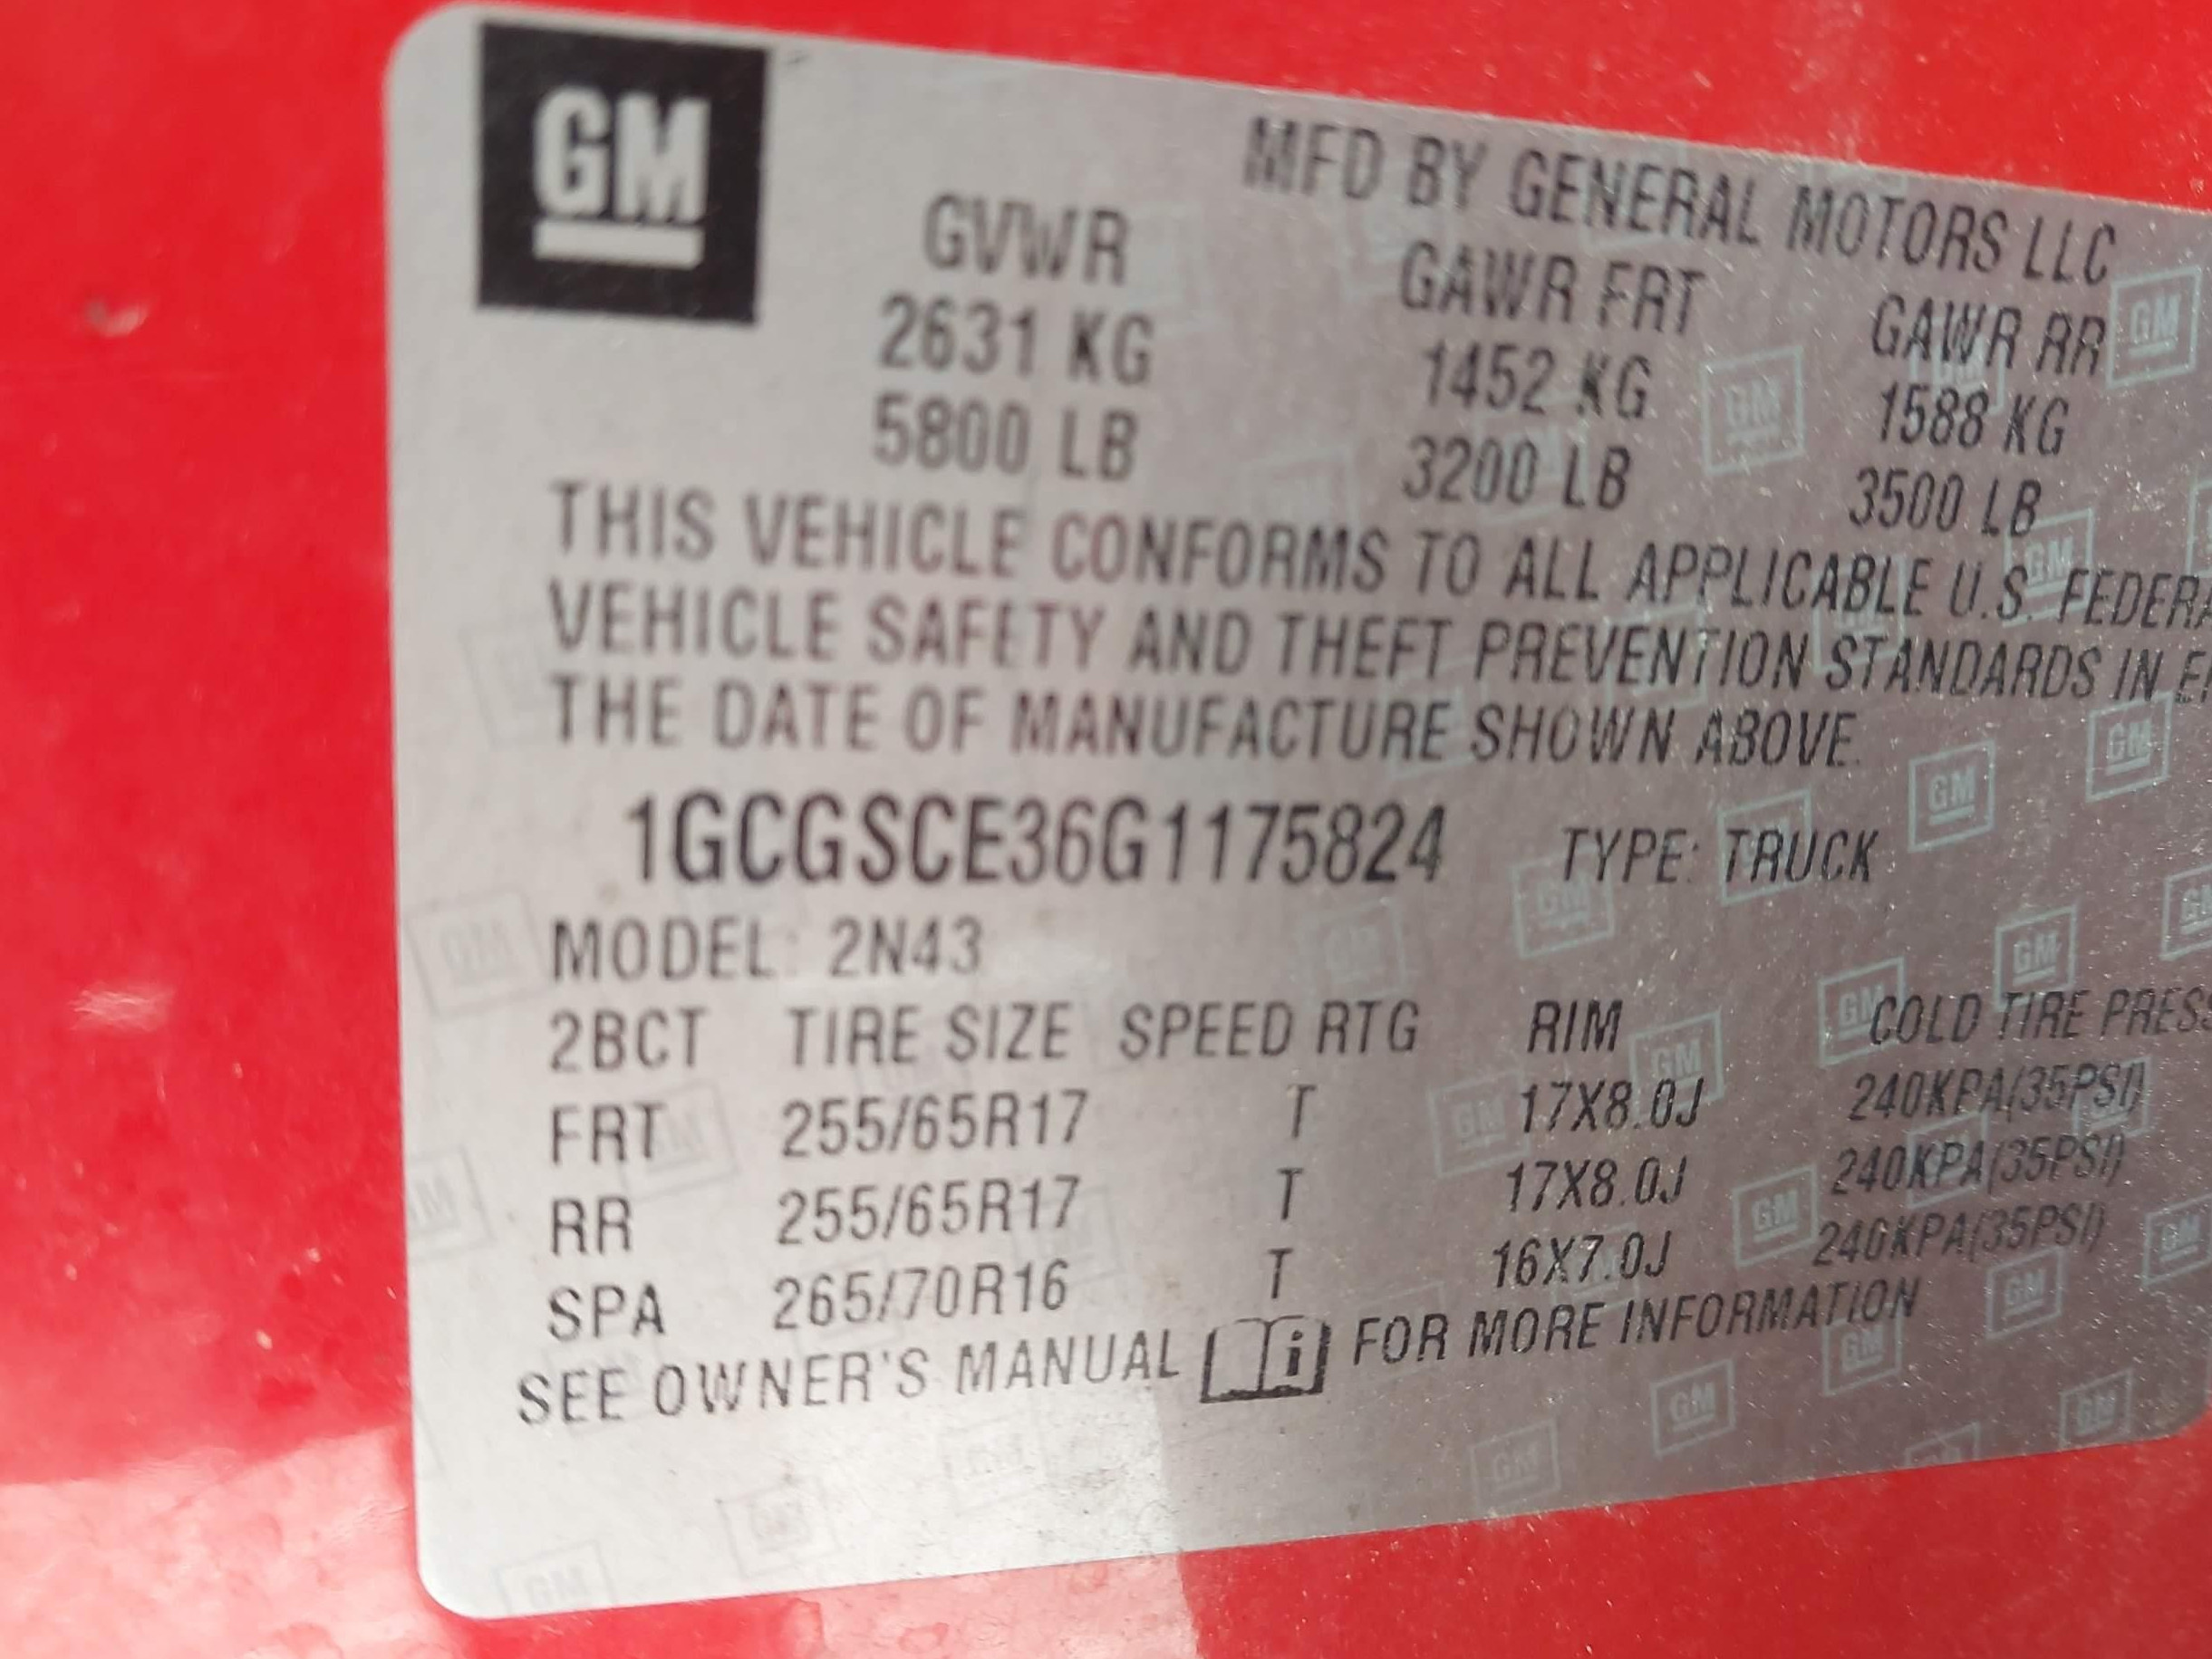 GM
MFD BY GENERAL MOTORS LLC
GVWR GAWR FRT GAWR RR
2631 KG 1452 KG 1588 KG
5800 LB 3200 LB 3500 LB
THIS VEHICLE CONFORMS TO ALL APPLICABLE U.S. FEDERA
VEHICLE SAFETY AND THEFT PREVENTION STANDARDS IN
THE DATE OF MANUFACTURE SHOWN ABOVE.
1GCGSCE36G1175824 TYPE: TRUCK
MODEL: 2N43
2BCT TIRE SIZE SPEED RTG RIM COLD TIRE PRES
FRT 255/65R17 T 17X8.0J 240KPA(35PSI)
RR 255/65R17 T 17X8.0J 240KPA(35PSI)
SPA 265/70R16 T 16X7.0J 240KPA(35PSI)
SEE OWNER'S MANUAL i FOR MORE INFORMATION